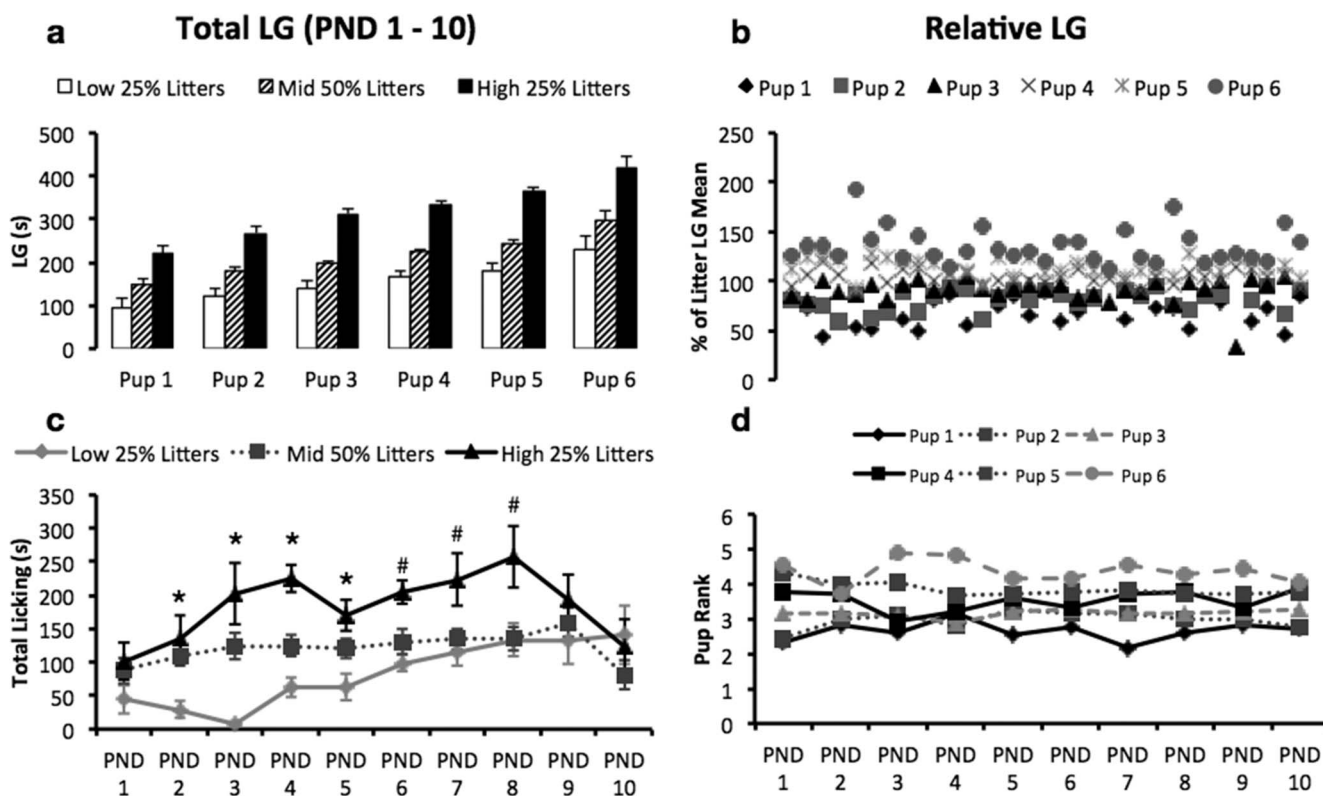 a Total LG (PND 1 - 10)
Low 25% Litters Mid 50% Litters High 25% Litters
500
400
300
200
100
0
LG (s)
Pup 1 Pup 2 Pup 3 Pup 4 Pup 5 Pup 6
b Relative LG
Pup 1 Pup 2 Pup 3 Pup 4 Pup 5 Pup 6
250
200
150
100
50
0
% of Litter LG Mean
c
Low 25% Litters Mid 50% Litters High 25% Litters
350
300
250
200
150
100
50
0
Total Licking (s)
* * * * # # #
PND PND PND PND PND PND PND PND PND PND
1 2 3 4 5 6 7 8 9 10
d
Pup 1 Pup 2 Pup 3
Pup 4 Pup 5 Pup 6
6
5
4
3
2
1
0
Pup Rank
PND PND PND PND PND PND PND PND PND PND
1 2 3 4 5 6 7 8 9 10